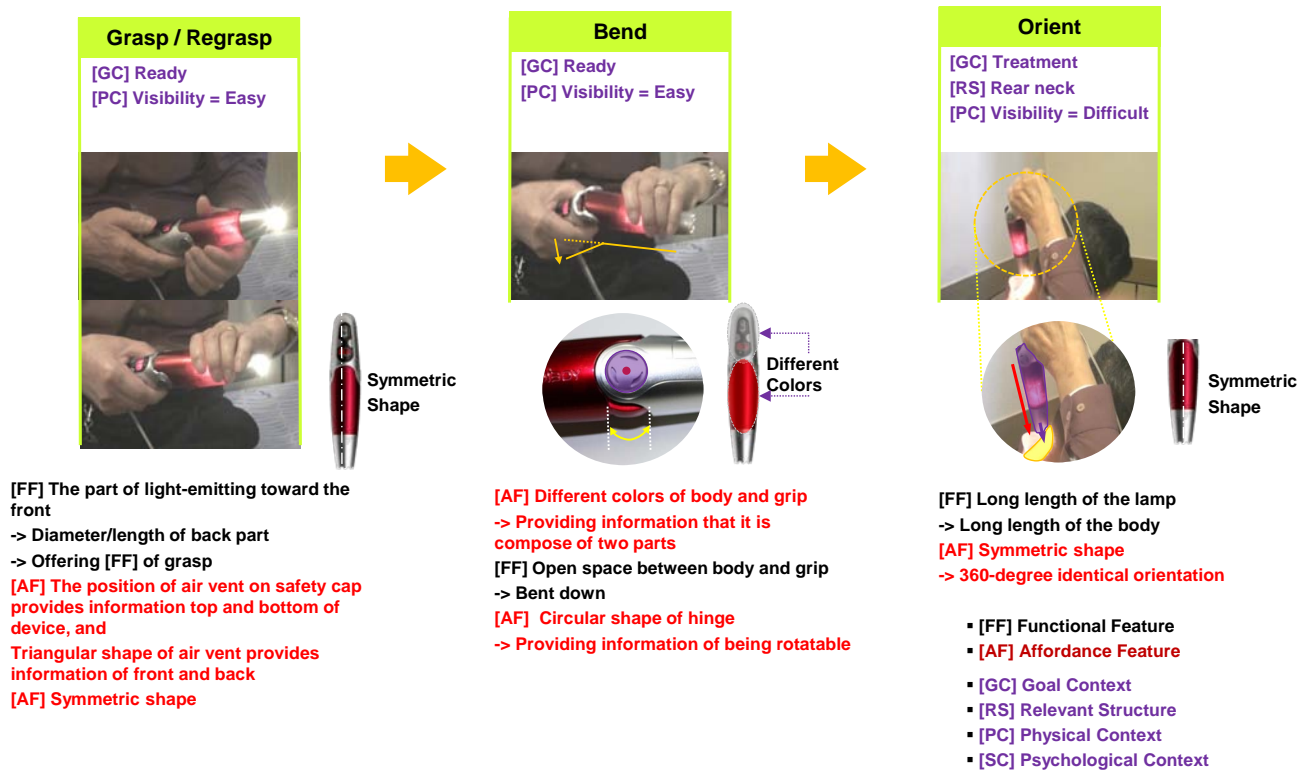 Grasp / Regrasp
[GC] Ready
[PC] Visibility = Easy
Symmetric
Shape
[FF] The part of light-emitting toward the
front
-> Diameter/length of back part
-> Offering [FF] of grasp
[AF] The position of air vent on safety cap
provides information top and bottom of
device, and
Triangular shape of air vent provides
information of front and back
[AF] Symmetric shape
Bend
[GC] Ready
[PC] Visibility = Easy
Different
Colors
[AF] Different colors of body and grip
-> Providing information that it is
compose of two parts
[FF] Open space between body and grip
-> Bent down
[AF] Circular shape of hinge
-> Providing information of being rotatable
Orient
[GC] Treatment
[RS] Rear neck
[PC] Visibility = Difficult
Symmetric
Shape
[FF] Long length of the lamp
-> Long length of the body
[AF] Symmetric shape
-> 360-degree identical orientation
▪ [FF] Functional Feature
▪ [AF] Affordance Feature
▪ [GC] Goal Context
▪ [RS] Relevant Structure
▪ [PC] Physical Context
▪ [SC] Psychological Context